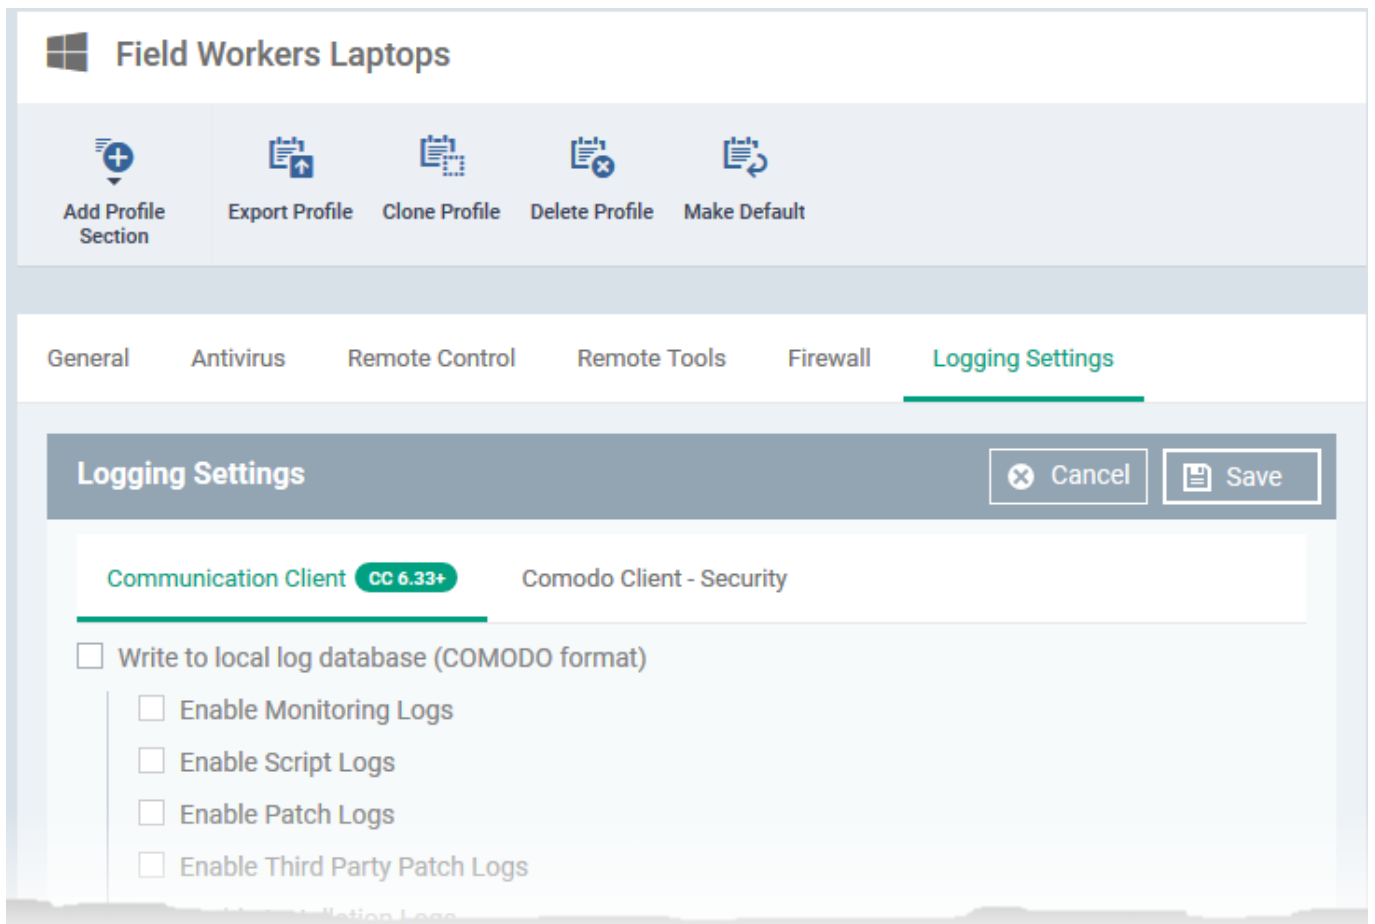 Field Workers Laptops
Add Profile
Section
Export Profile
Clone Profile
Delete Profile
Make Default
General Antivirus Remote Control Remote Tools Firewall Logging Settings
Logging Settings
Cancel
Save
Communication Client CC 6.33+ Comodo Client - Security
Write to local log database (COMODO format)
Enable Monitoring Logs
Enable Script Logs
Enable Patch Logs
Enable Third Party Patch Logs
Logs